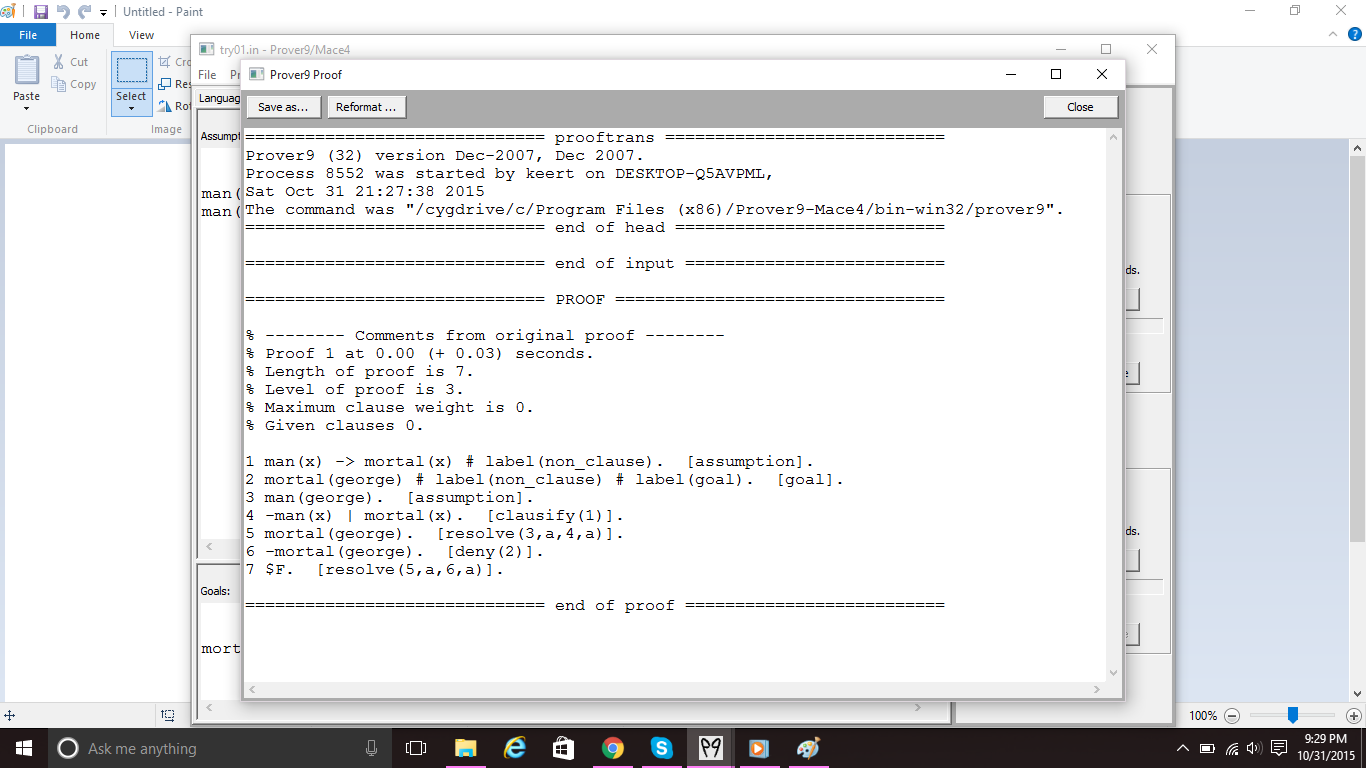 Untitled - Paint
File
Home
View
Paste
Cut
Copy
Clipboard
Select
Image
try01.in - Prover9/Mace4
File
Goals:
Prover9 Proof
Save as...
Reformat ...
Close
============================== prooftrans ============================
Prover9 (32) version Dec-2007, Dec 2007.
Process 8552 was started by keert on DESKTOP-Q5AVPML,
Sat Oct 31 21:27:38 2015
The command was "/cygdrive/c/Program Files (x86)/Prover9-Mace4/bin-win32/prover9".
============================== end of head ===========================
============================== end of input ==========================
============================== PROOF =================================
% -------- Comments from original proof --------
% Proof 1 at 0.00 (+ 0.03) seconds.
% Length of proof is 7.
% Level of proof is 3.
% Maximum clause weight is 0.
% Given clauses 0.
1 man(x) -> mortal(x) # label(non_clause).  [assumption].
2 mortal(george) # label(non_clause) # label(goal).  [goal].
3 man(george).  [assumption].
4 -man(x) | mortal(x).  [clausify(1)].
5 mortal(george).  [resolve(3,a,4,a)].
6 -mortal(george).  [deny(2)].
7 $F.  [resolve(5,a,6,a)].
============================== end of proof ==========================
man(
man(
mort
ds.
ds.
100%
Ask me anything
9:29 PM
10/31/2015